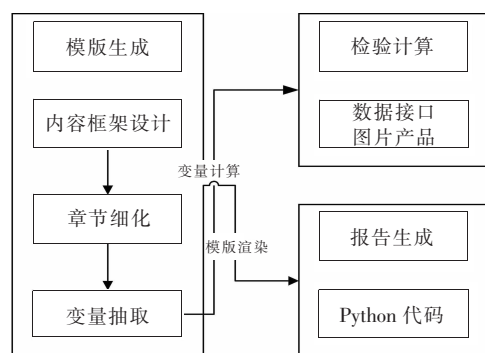 模版生成
内容框架设计
章节细化
变量抽取
变量计算
模版渲染
检验计算
数据接口
图片产品
报告生成
Python 代码